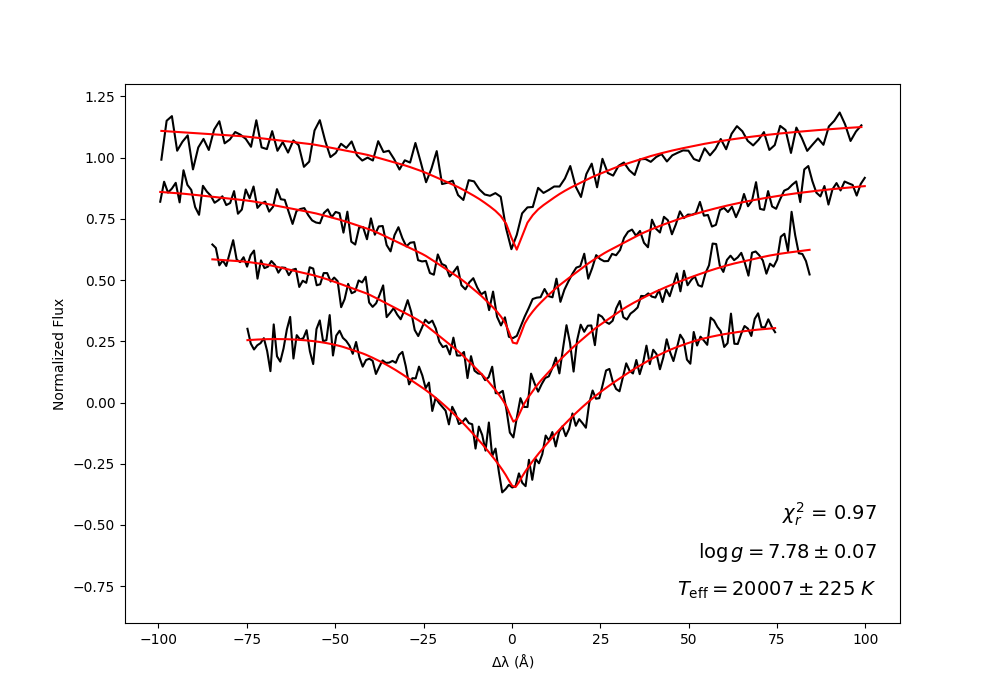 1.25
1.00
0.75
0.50
0.25
0.00
−0.25
−0.50
−0.75
Normalized Flux
χ²ᵣ = 0.97
log g = 7.78 ± 0.07
T_eff = 20007 ± 225 K
−100 −75 −50 −25 0 25 50 75 100
Δλ (Å)